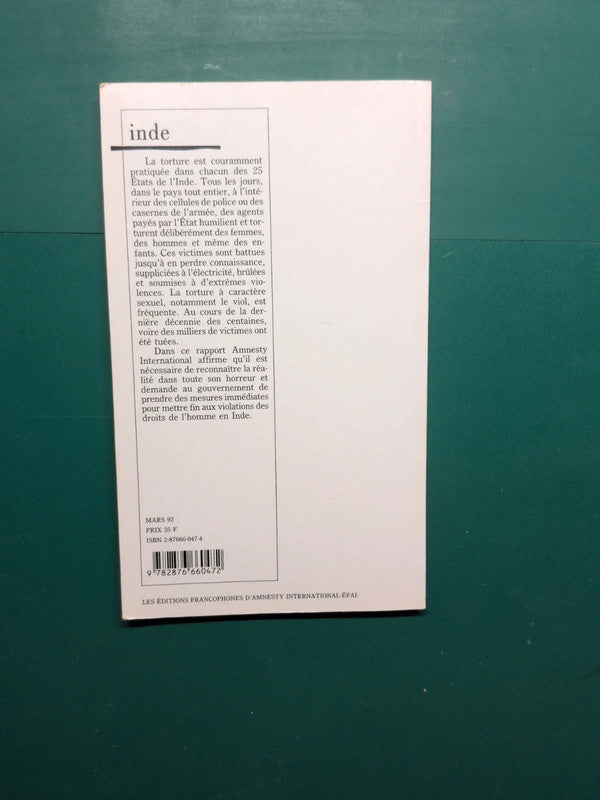 inde
La torture est couramment
pratiquée dans chacun des 25
États de l'Inde. Tous les jours,
dans le pays tout entier, à l'inté-
rieur des cellules de police ou des
casernes de l'armée, des agents
payés par l'État humilient et tor-
turent délibérément des femmes,
des hommes et même des en-
fants. Ces victimes sont battues
jusqu'à en perdre connaissance,
suppliciées à l'électricité, brûlées
et soumises à d'extrêmes vio-
lences. La torture à caractère
sexuel, notamment le viol, est
fréquente. Au cours de la der-
nière décennie des centaines,
voire des milliers de victimes ont
été tuées.
Dans ce rapport Amnesty
International affirme qu'il est
nécessaire de reconnaître la réa-
lité dans toute son horreur et
demande au gouvernement de
prendre des mesures immédiates
pour mettre fin aux violations des
droits de l'homme en Inde.
MARS 92
PRIX 35 F
ISBN 2-87666-047-4
9 782876 660472
LES ÉDITIONS FRANCOPHONES D'AMNESTY INTERNATIONAL-ÉFAI-